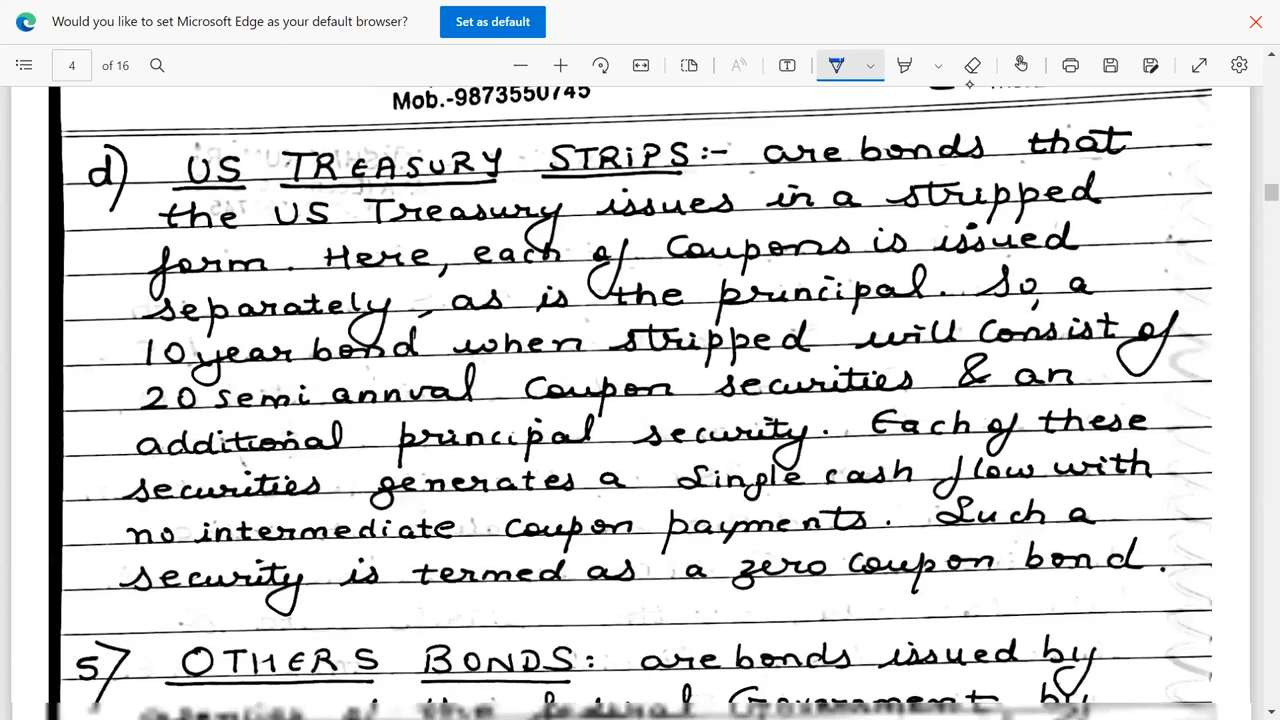 Would you like to set Microsoft Edge as your default browser? Set as default
4 of 16
Mob.-9873550745
d) US TREASURY STRIPS:- are bonds that
the US Treasury issues in a stripped
form. Here, each of Coupons is issued
separately, as is the principal. So, a
10 year bond when stripped will consist of
20 semi annual coupon securities & an
additional principal security. Each of these
securities generates a single cash flow with
no intermediate coupon payments. Such a
security is termed as a zero coupon bond.
5) OTHERS BONDS: are bonds issued by
the federal Government by